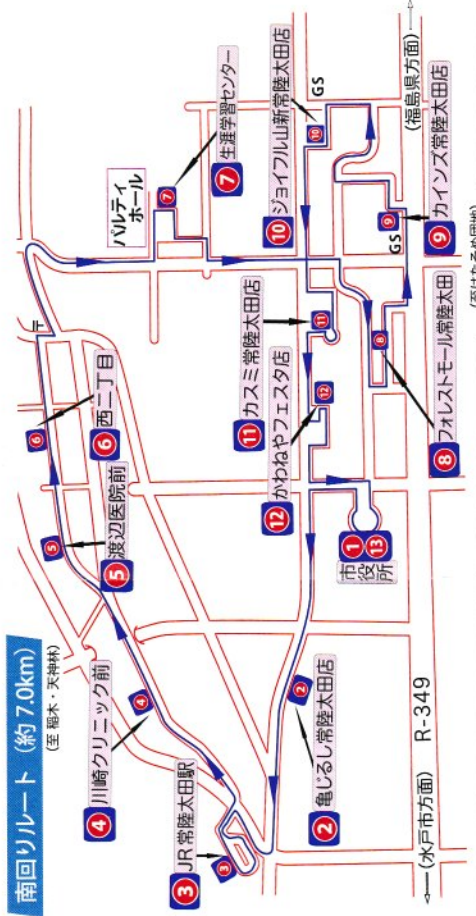 南回りルート（約 7.0km）
（至 稲木・天神林）
④ 川崎クリニック前
⑤ 渡辺医院前
⑥ 西二丁目
〒
パルティ
ホール
⑦ 生涯学習センター
③ JR常陸太田駅
② 亀じるし常陸太田店
① ⑬ 市役所
⑫ かわねやフェスタ店
⑪ カスミ常陸太田店
⑩ ジョイフル山新常陸太田店
GS
⑧ フォレストモール常陸太田
⑨ カインズ常陸太田店
GS
（水戸市方面）
R-349
（福島県方面）